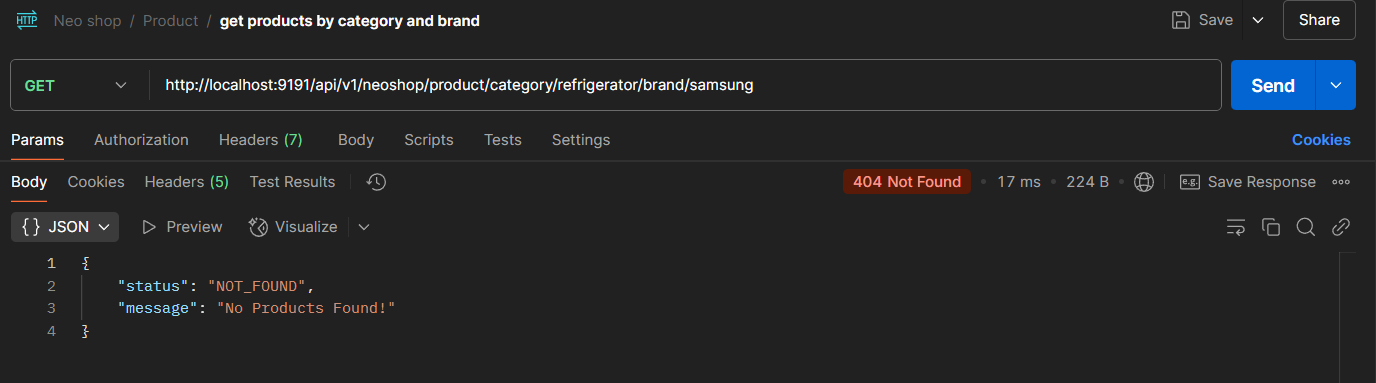 HTTP Neo shop / Product / get products by category and brand Save Share
GET http://localhost:9191/api/v1/neoshop/product/category/refrigerator/brand/samsung Send
Params Authorization Headers (7) Body Scripts Tests Settings Cookies
Body Cookies Headers (5) Test Results 404 Not Found • 17 ms • 224 B • e.g. Save Response
{} JSON Preview Visualize
1 {
2 "status": "NOT_FOUND",
3 "message": "No Products Found!"
4 }